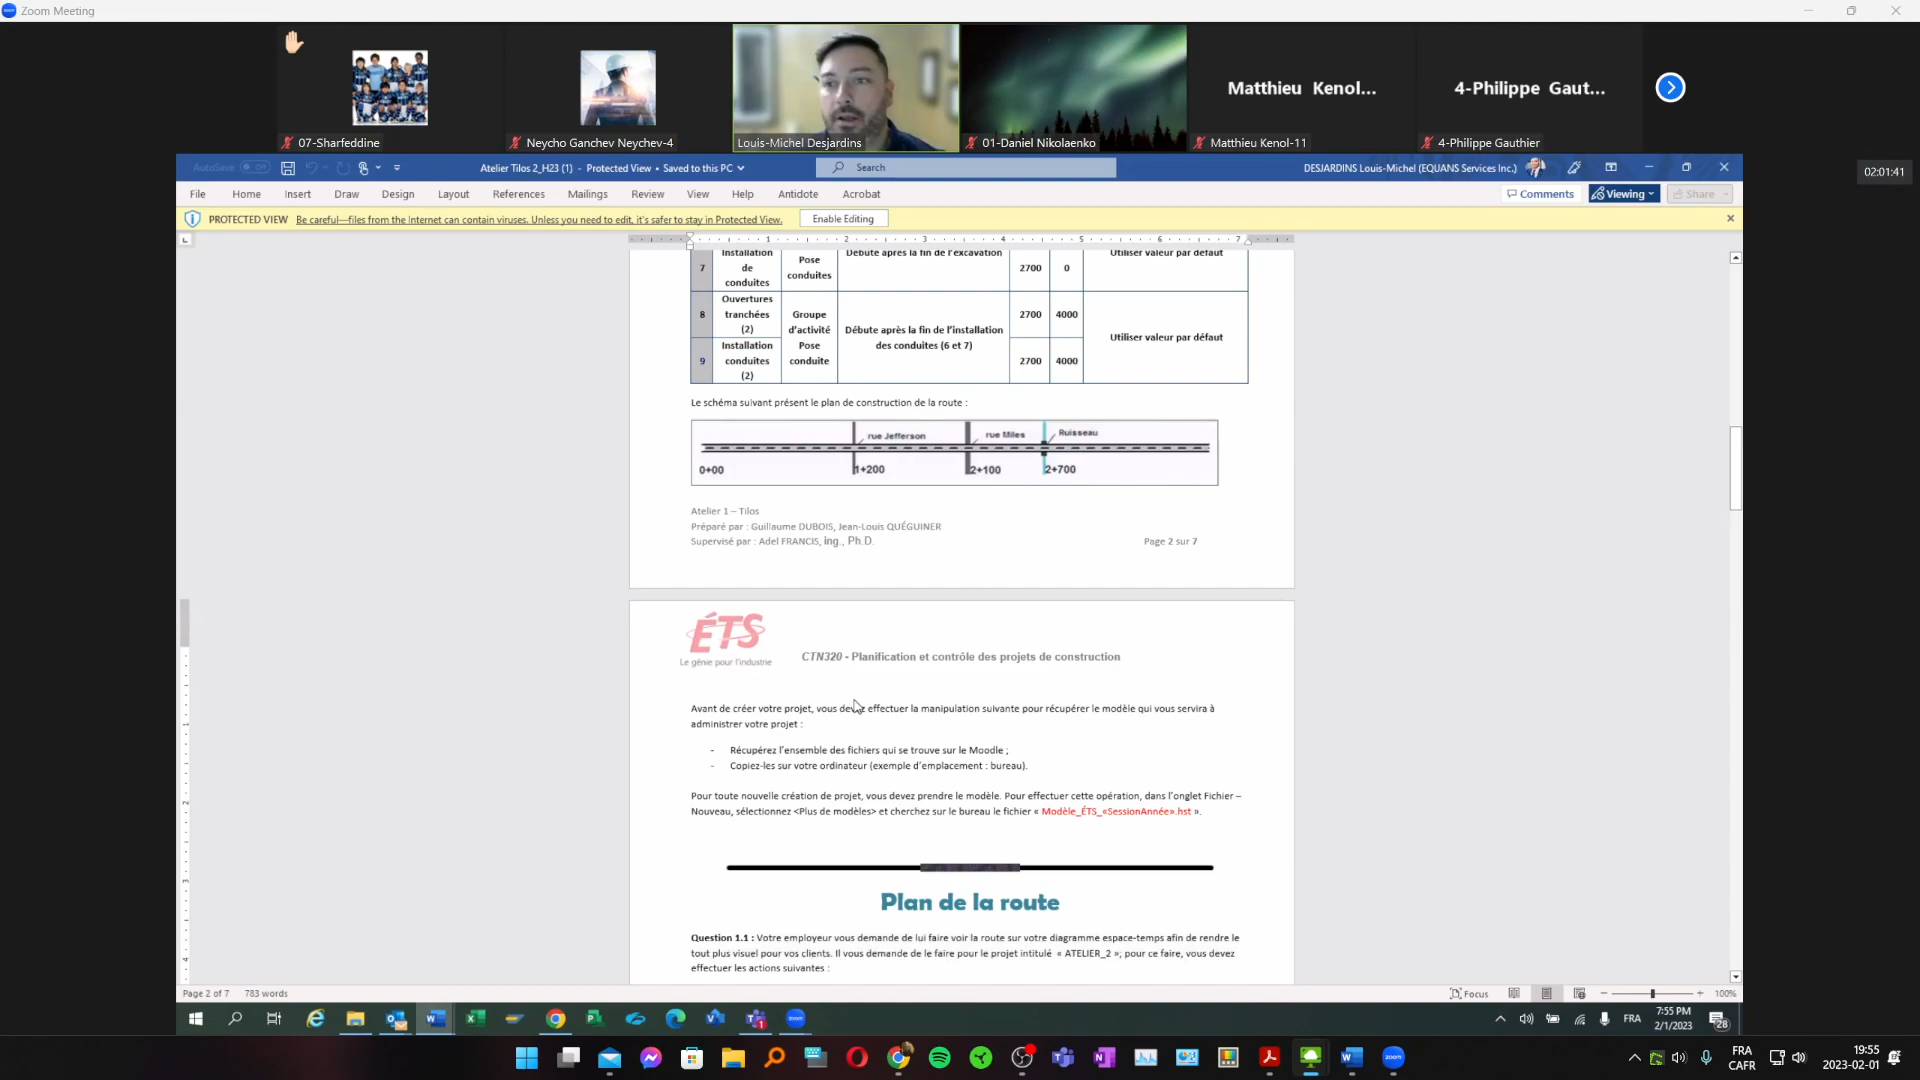 Zoom Meeting
07-Sharfeddine
Neycho Ganchev Neychev-4
Louis-Michel Desjardins
01-Daniel Nikolaenko
Matthieu Kenol...
Matthieu Kenol-11
4-Philippe Gaut...
4-Philippe Gauthier
AutoSave Off
Atelier Tilos 2_H23 (1) - Protected View • Saved to this PC
Search
DESJARDINS Louis-Michel (EQUANS Services Inc.)
02:01:41
File Home Insert Draw Design Layout References Mailings Review View Help Antidote Acrobat
Comments Viewing Share
PROTECTED VIEW Be careful—files from the Internet can contain viruses. Unless you need to edit, it's safer to stay in Protected View. Enable Editing
1 2 3 4 5 6 7
7 Installation de conduites Pose conduites Débute après la fin de l'excavation 2700 0 Utiliser valeur par défaut
8 Ouvertures tranchées (2) Groupe d'activité Pose conduite Débute après la fin de l'installation des conduites (6 et 7) 2700 4000 Utiliser valeur par défaut
9 Installation conduites (2) 2700 4000
Le schéma suivant présent le plan de construction de la route :
rue Jefferson rue Miles Ruisseau
0+00 1+200 2+100 2+700
Atelier 1 – Tilos
Préparé par : Guillaume DUBOIS, Jean-Louis QUÉGUINER
Supervisé par : Adel FRANCIS, ing., Ph.D. Page 2 sur 7
ÉTS
Le génie pour l'industrie
CTN320 - Planification et contrôle des projets de construction
Avant de créer votre projet, vous devez effectuer la manipulation suivante pour récupérer le modèle qui vous servira à
administrer votre projet :
- Récupérez l'ensemble des fichiers qui se trouve sur le Moodle ;
- Copiez-les sur votre ordinateur (exemple d'emplacement : bureau).
Pour toute nouvelle création de projet, vous devez prendre le modèle. Pour effectuer cette opération, dans l'onglet Fichier –
Nouveau, sélectionnez <Plus de modèles> et cherchez sur le bureau le fichier « Modèle_ÉTS_«SessionAnnée».hst ».
Plan de la route
Question 1.1 : Votre employeur vous demande de lui faire voir la route sur votre diagramme espace-temps afin de rendre le
tout plus visuel pour vos clients. Il vous demande de le faire pour le projet intitulé « ATELIER_2 »; pour ce faire, vous devez
effectuer les actions suivantes :
Page 2 of 7 783 words
Focus 100%
FRA
7:55 PM
2/1/2023
28
FRA
CAFR
19:55
2023-02-01